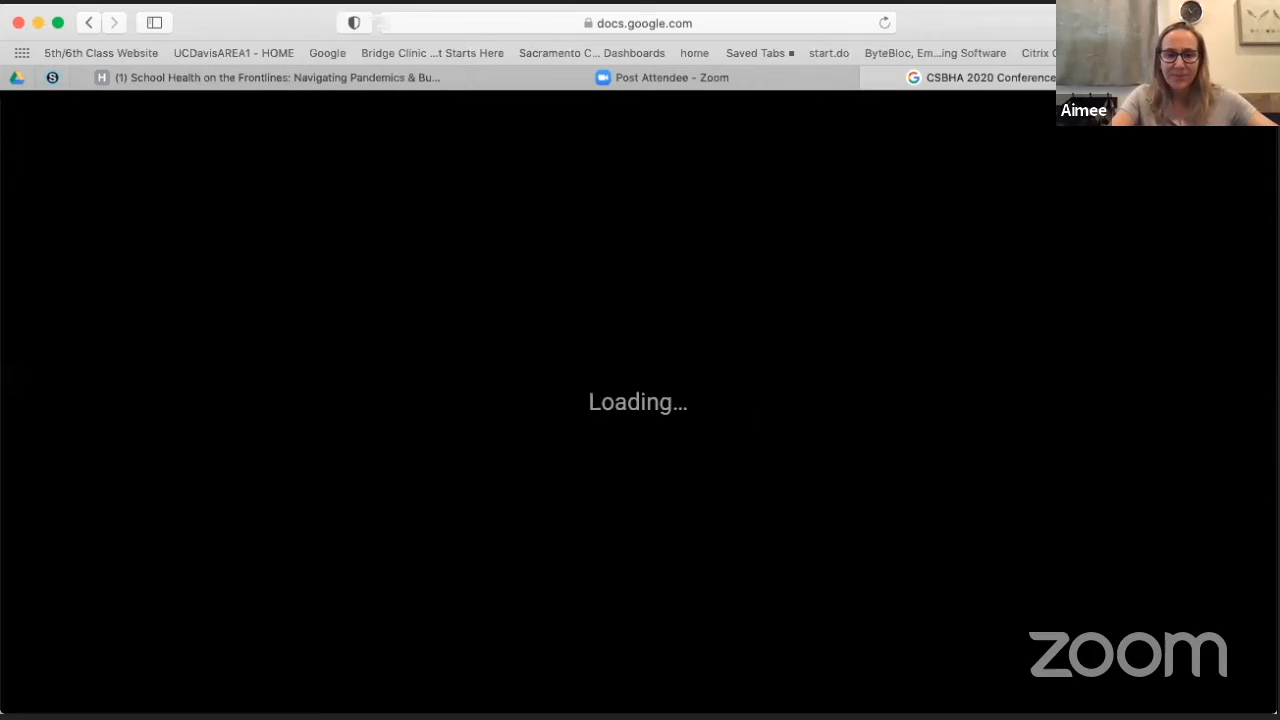 docs.google.com
5th/6th Class Website UCDavisAREA1 - HOME Google Bridge Clinic ...t Starts Here Sacramento C... Dashboards home Saved Tabs start.do ByteBloc, Em...ing Software Citrix
S H (1) School Health on the Frontlines: Navigating Pandemics & Bu... Post Attendee - Zoom G CSBHA 2020 Conference
Aimee
Loading...
zoom